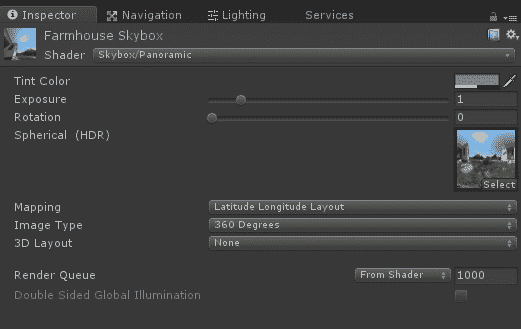 Inspector Navigation Lighting Services
Farmhouse Skybox
Shader Skybox/Panoramic
Tint Color
Exposure 1
Rotation 0
Spherical (HDR)
Select
Mapping Latitude Longitude Layout
Image Type 360 Degrees
3D Layout None
Render Queue From Shader 1000
Double Sided Global Illumination